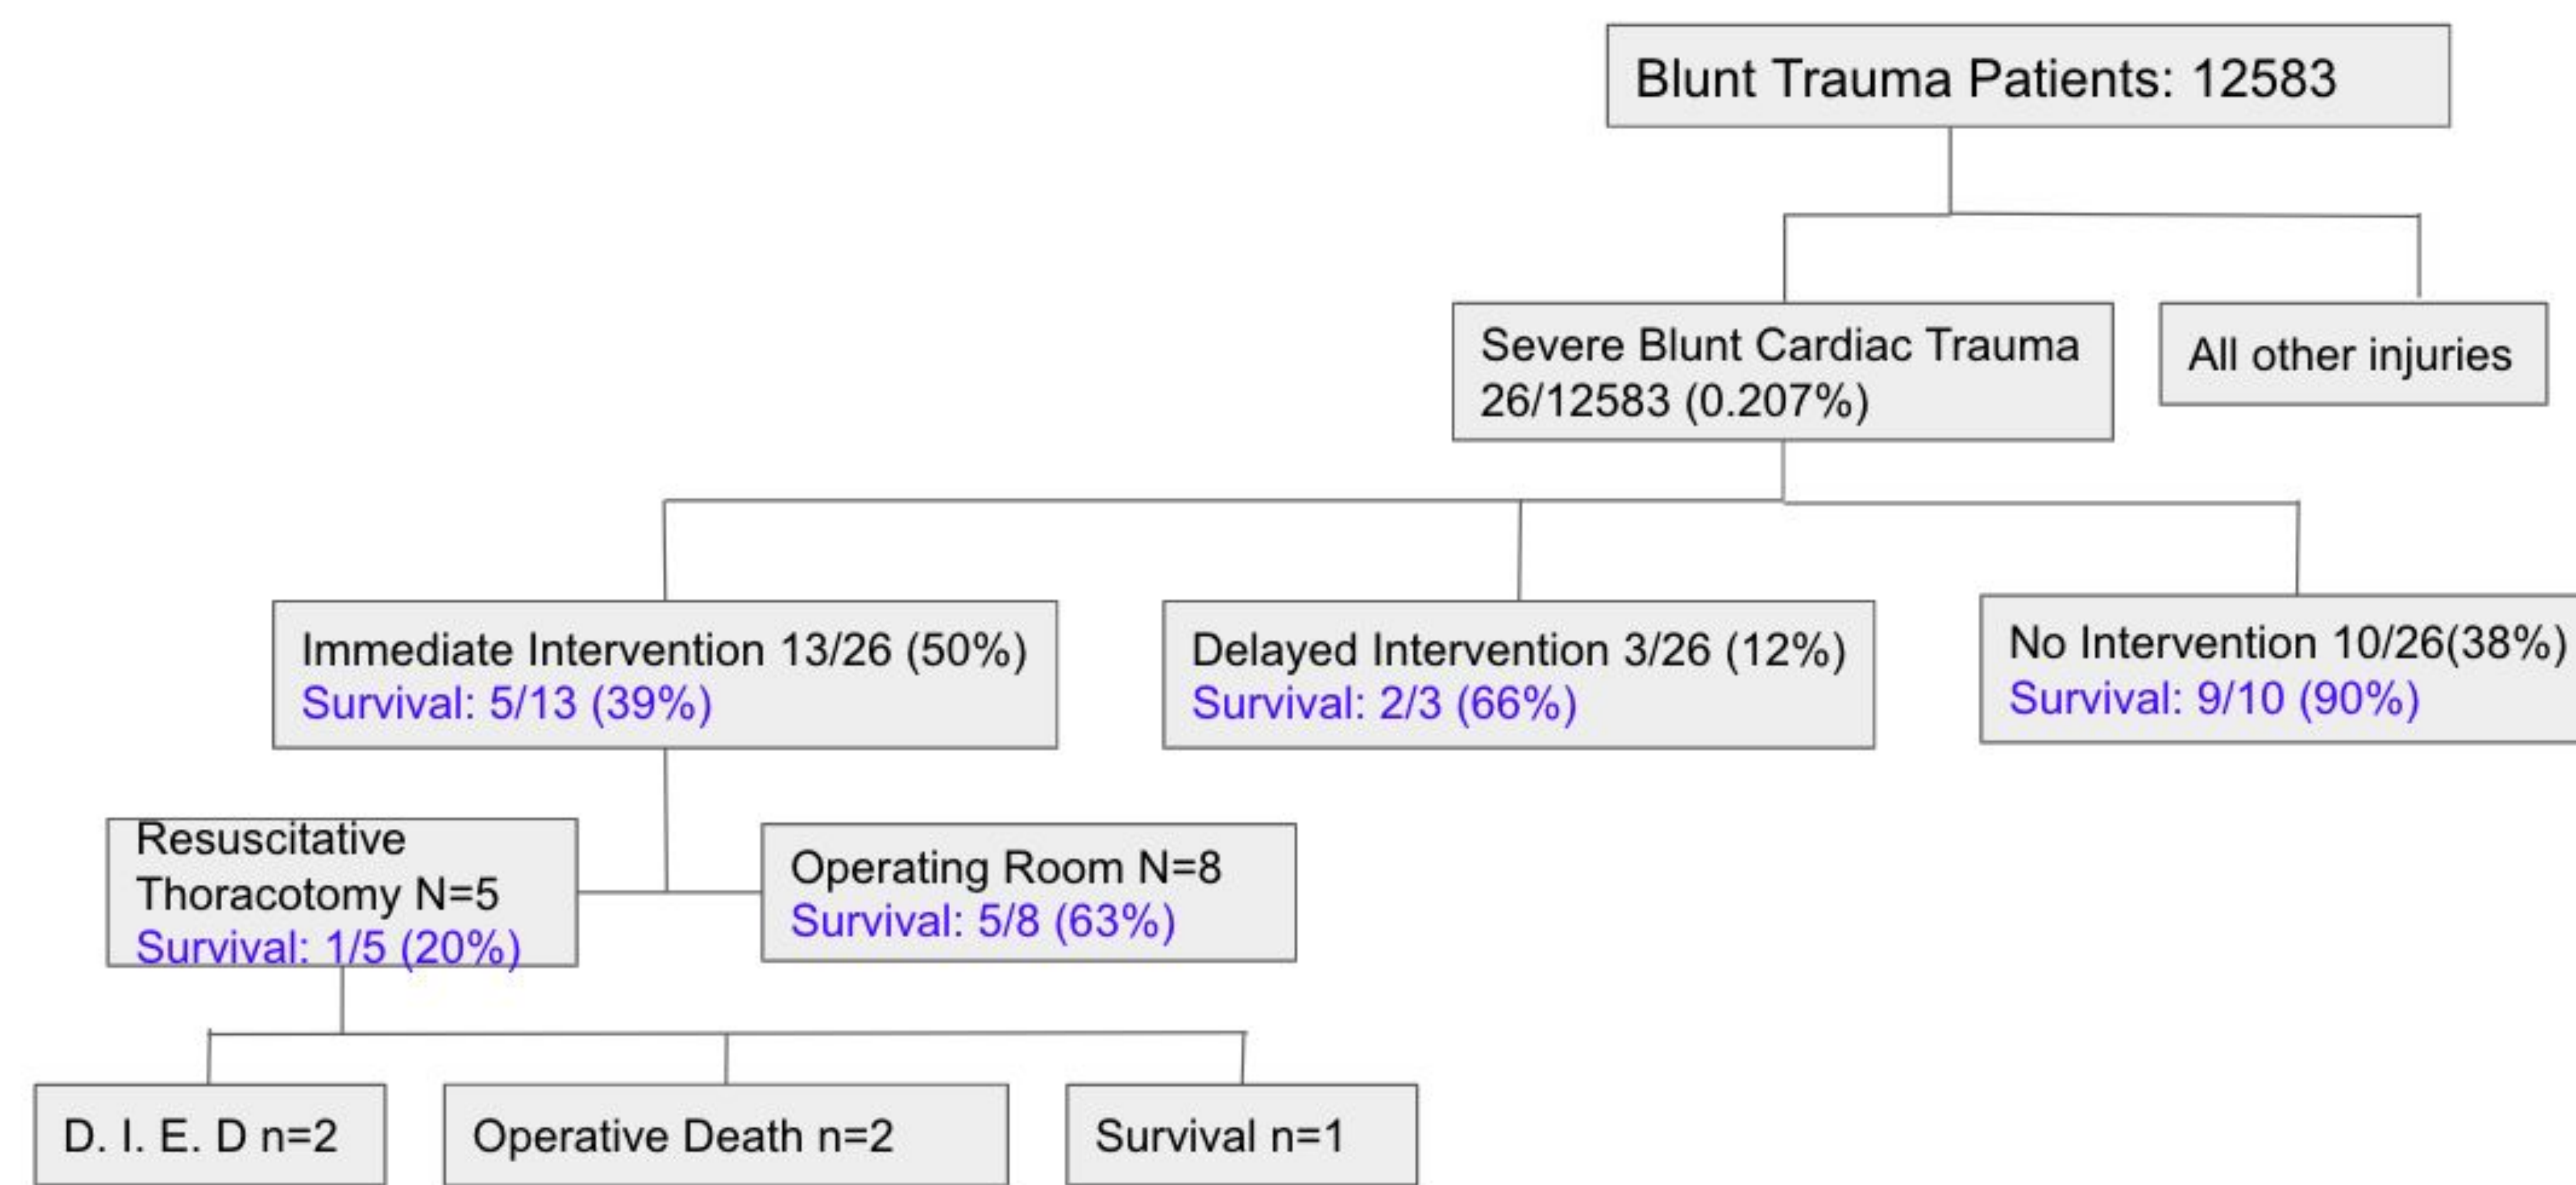 Blunt Trauma Patients: 12583
Severe Blunt Cardiac Trauma
26/12583 (0.207%)
All other injuries
Immediate Intervention 13/26 (50%)
Survival: 5/13 (39%)
Delayed Intervention 3/26 (12%)
Survival: 2/3 (66%)
No Intervention 10/26(38%)
Survival: 9/10 (90%)
Resuscitative
Thoracotomy N=5
Survival: 1/5 (20%)
Operating Room N=8
Survival: 5/8 (63%)
D. I. E. D n=2
Operative Death n=2
Survival n=1